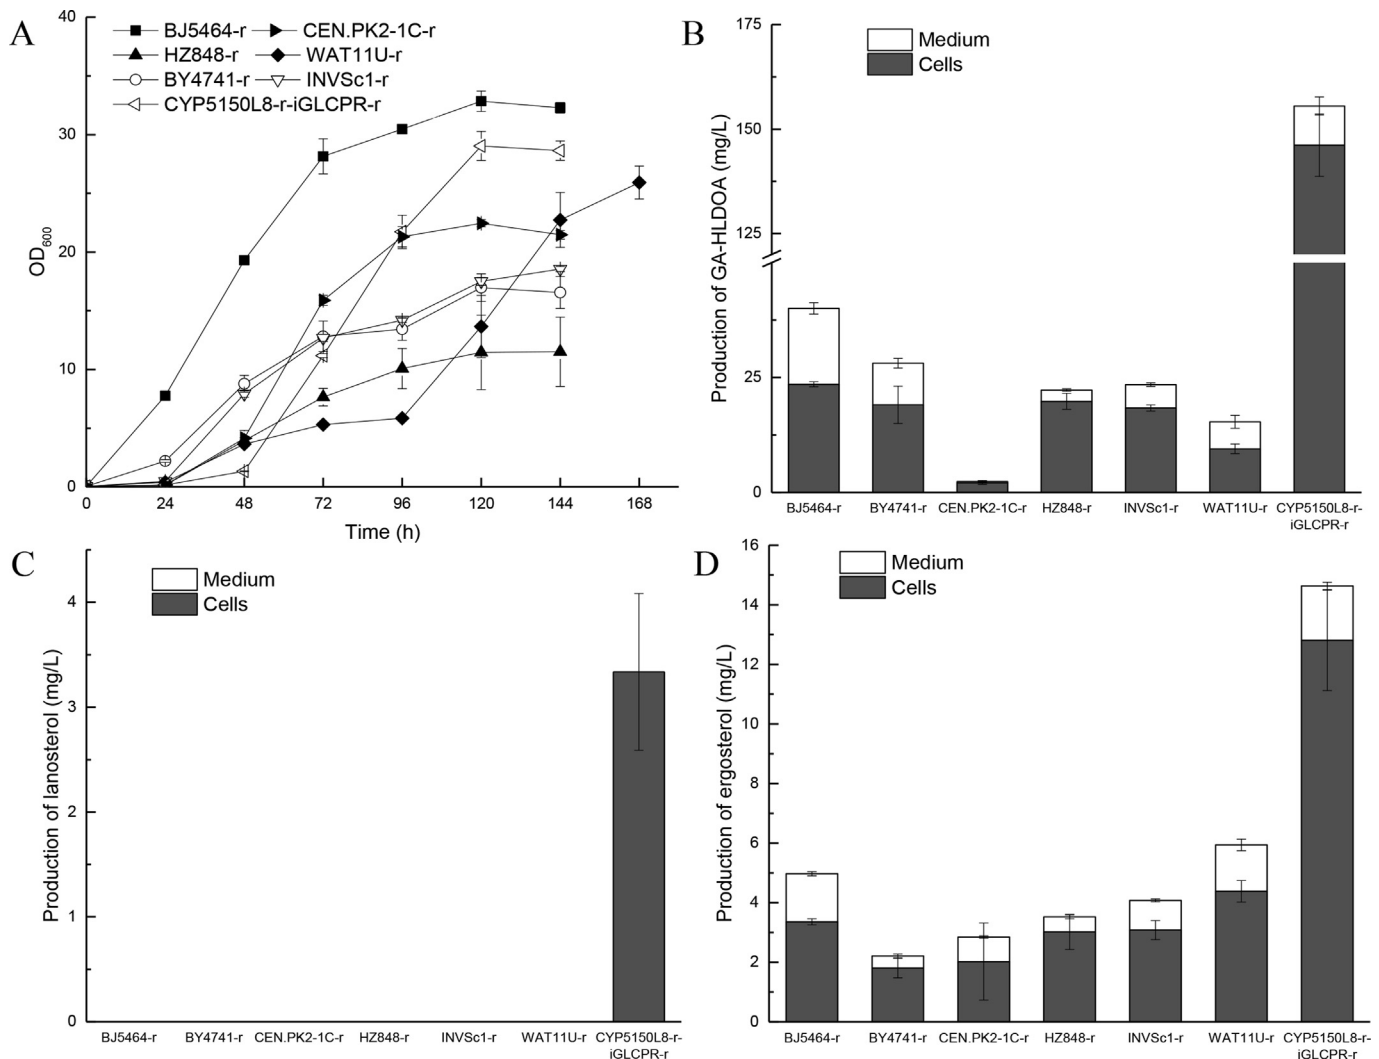 A
40
30
20
10
0
OD600
BJ5464-r
CEN.PK2-1C-r
HZ848-r
WAT11U-r
BY4741-r
INVSc1-r
CYP5150L8-r-iGLCPR-r
0 24 48 72 96 120 144 168
Time (h)
B
175
150
125
25
0
Production of GA-HLDOA (mg/L)
Medium
Cells
BJ5464-r BY4741-r CEN.PK2-1C-r HZ848-r INVSc1-r WAT11U-r CYP5150L8-r-
iGLCPR-r
C
4
3
2
1
0
Production of lanosterol (mg/L)
Medium
Cells
BJ5464-r BY4741-r CEN.PK2-1C-r HZ848-r INVSc1-r WAT11U-r CYP5150L8-r-
iGLCPR-r
D
16
14
12
10
8
6
4
2
0
Production of ergosterol (mg/L)
Medium
Cells
BJ5464-r BY4741-r CEN.PK2-1C-r HZ848-r INVSc1-r WAT11U-r CYP5150L8-r-
iGLCPR-r